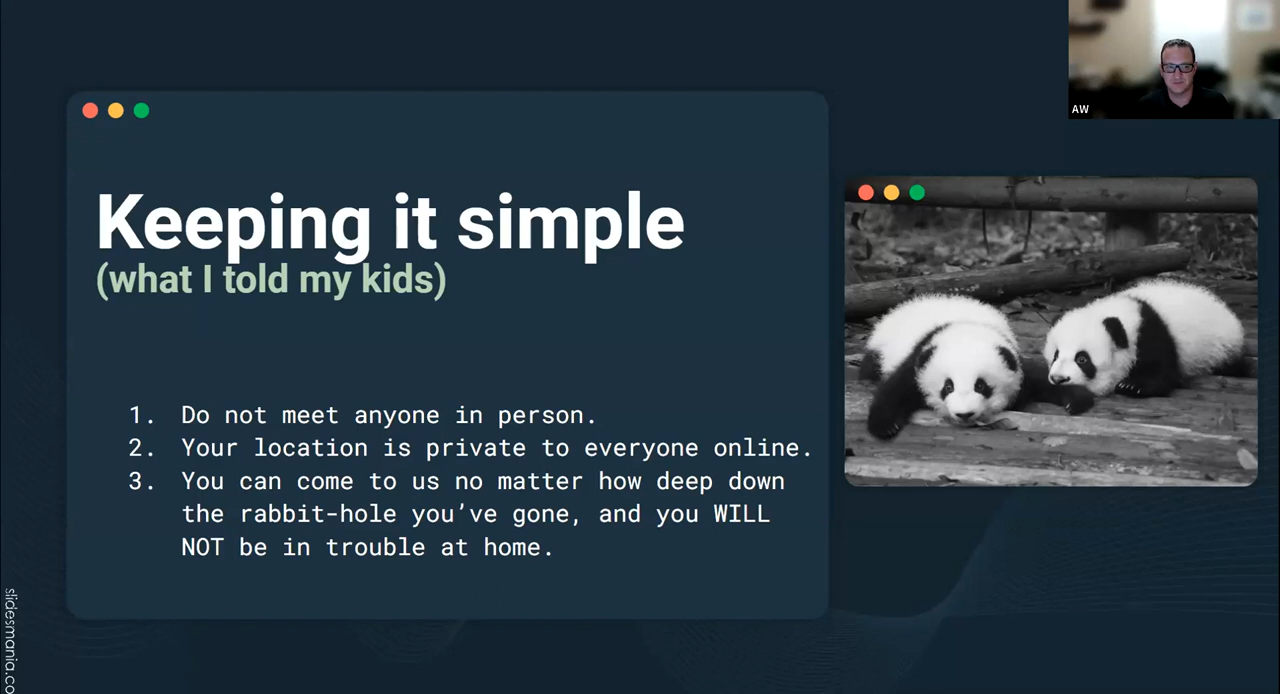 AW
Keeping it simple
(what I told my kids)
1. Do not meet anyone in person.
2. Your location is private to everyone online.
3. You can come to us no matter how deep down
the rabbit-hole you’ve gone, and you WILL
NOT be in trouble at home.
slidesmania.co